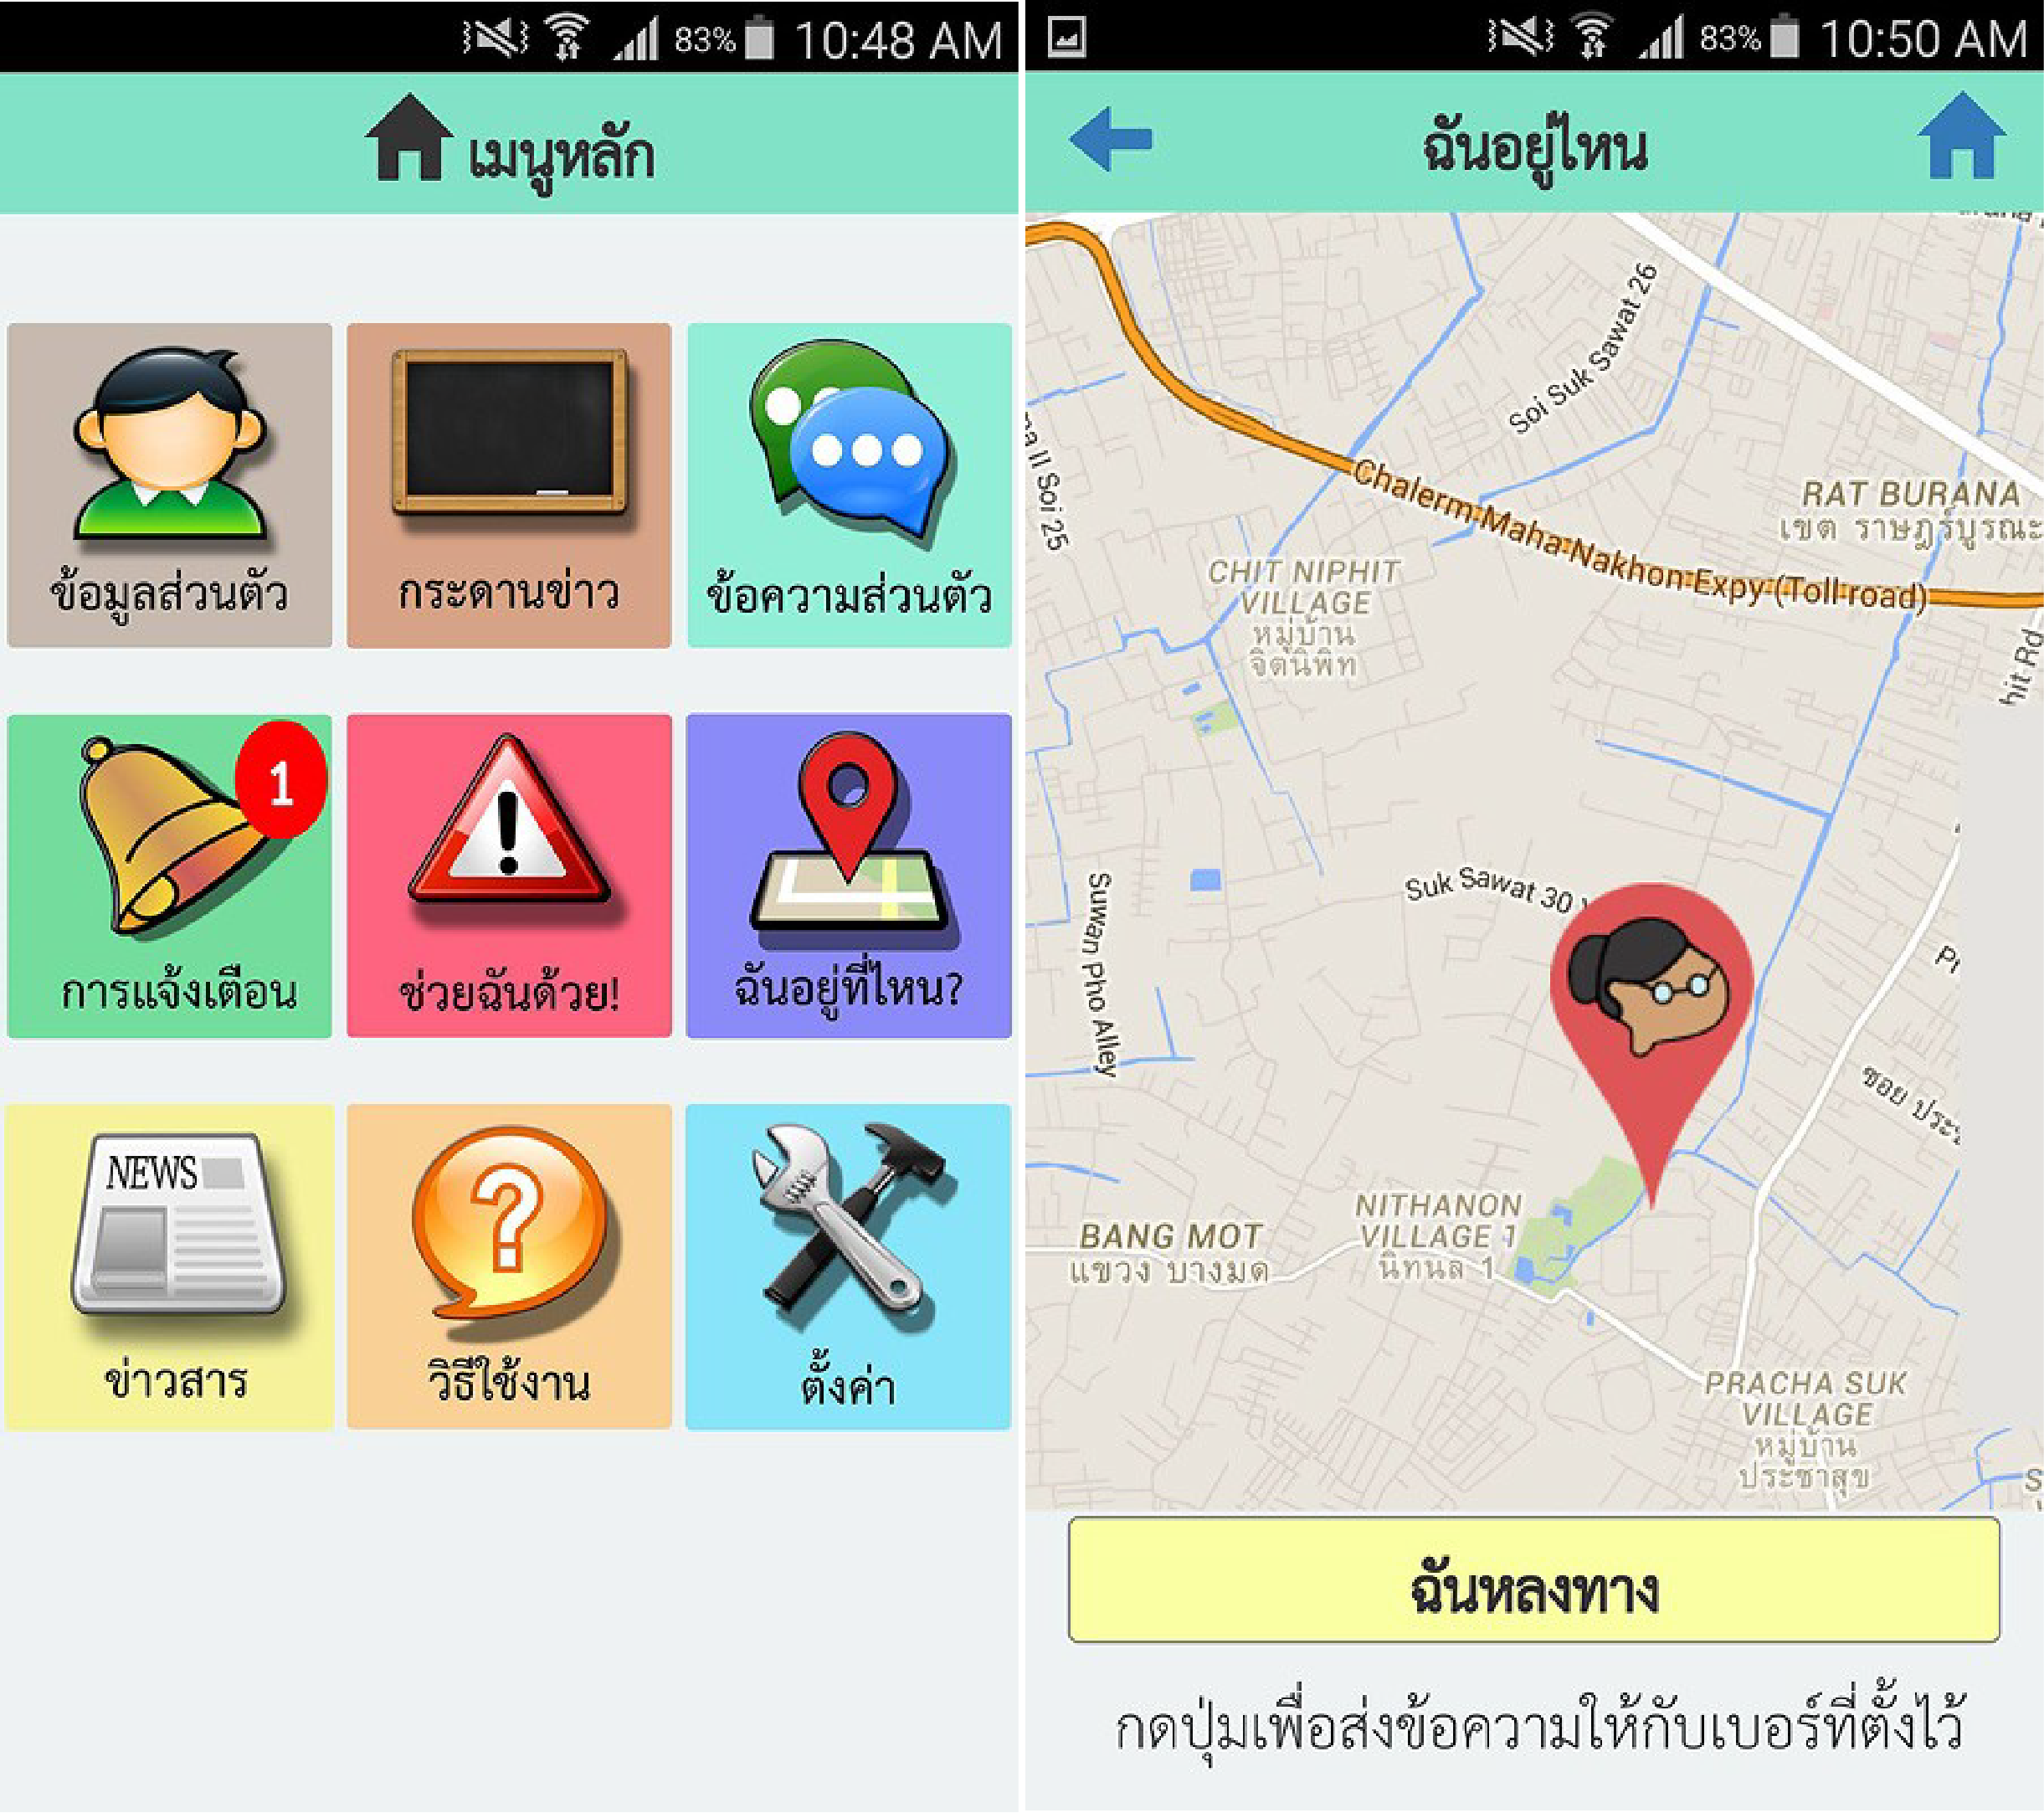 83% 10:48 AM
เมนูหลัก
ข้อมูลส่วนตัว
กระดานข่าว
ข้อความส่วนตัว
1
การแจ้งเตือน
ช่วยฉันด้วย!
ฉันอยู่ที่ไหน?
NEWS
ข่าวสาร
วิธีใช้งาน
ตั้งค่า
83% 10:50 AM
ฉันอยู่ไหน
Soi Suk Sawat 26
II Soi 25
Chalerm Maha Nakhon Expy (Toll road)
RAT BURANA
เขต ราษฎร์บูรณะ
CHIT NIPHIT
VILLAGE
หมู่บ้าน
จิตนิพิท
hit Rd
Suk Sawat 30
Suwan Pho Alley
ซอย
NITHANON
VILLAGE 1
นิทนล 1
BANG MOT
แขวง บางมด
PRACHA SUK
VILLAGE
หมู่บ้าน
ประชาสุข
ฉันหลงทาง
กดปุ่มเพื่อส่งข้อความให้กับเบอร์ที่ตั้งไว้